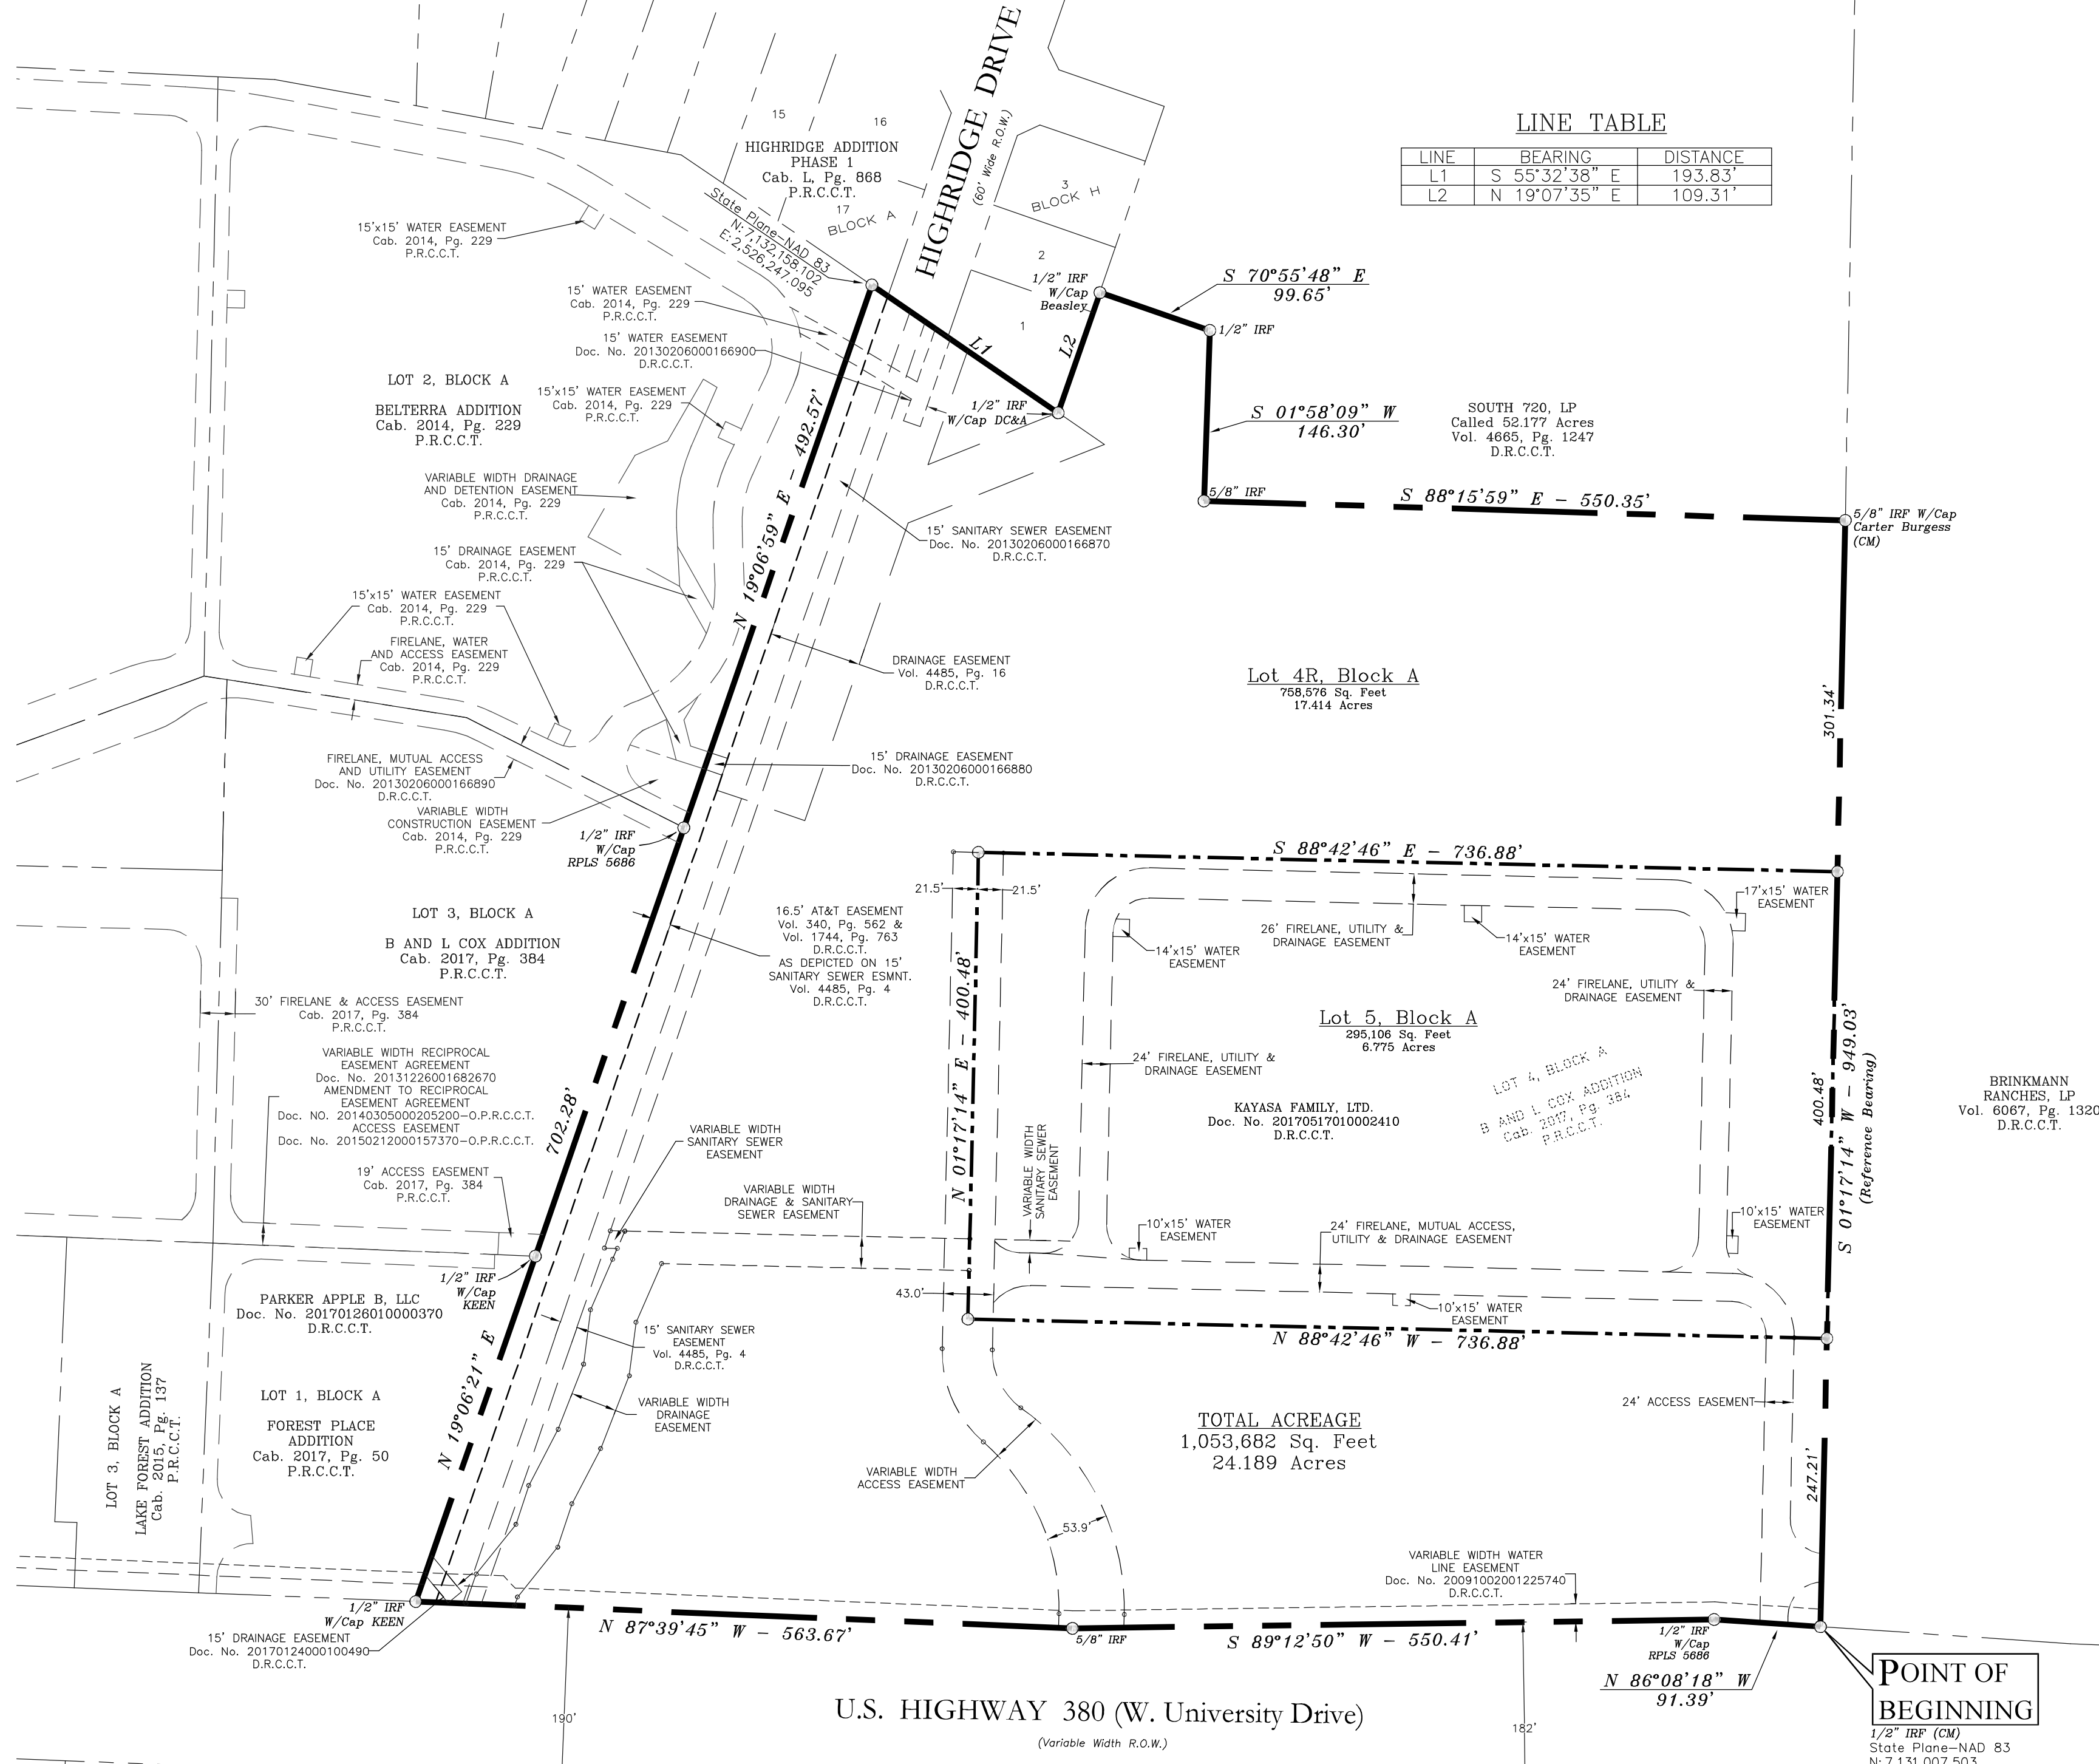 HIGHRIDGE DRIVE
(60' Wide R.O.W.)
15
16
HIGHRIDGE ADDITION
PHASE 1
Cab. L, Pg. 868
P.R.C.C.T.
17
BLOCK A
3
BLOCK H
2
1
State Plane-NAD 83
N: 7,132,158.102
E: 2,526,247.095
LINE TABLE
LINE BEARING DISTANCE
L1 S 55°32'38" E 193.83'
L2 N 19°07'35" E 109.31'
15'x15' WATER EASEMENT
Cab. 2014, Pg. 229
P.R.C.C.T.
15' WATER EASEMENT
Cab. 2014, Pg. 229
P.R.C.C.T.
15' WATER EASEMENT
Doc. No. 20130206000166900
D.R.C.C.T.
1/2" IRF
W/Cap
Beasley
S 70°55'48" E
99.65'
1/2" IRF
L1
L2
1/2" IRF
W/Cap DC&A
S 01°58'09" W
146.30'
LOT 2, BLOCK A
BELTERRA ADDITION
Cab. 2014, Pg. 229
P.R.C.C.T.
15'x15' WATER EASEMENT
Cab. 2014, Pg. 229
P.R.C.C.T.
SOUTH 720, LP
Called 52.177 Acres
Vol. 4665, Pg. 1247
D.R.C.C.T.
5/8" IRF
S 88°15'59" E - 550.35'
5/8" IRF W/Cap
Carter Burgess
(CM)
VARIABLE WIDTH DRAINAGE
AND DETENTION EASEMENT
Cab. 2014, Pg. 229
P.R.C.C.T.
N 19°06'59" E - 492.57'
15' SANITARY SEWER EASEMENT
Doc. No. 20130206000166870
D.R.C.C.T.
15' DRAINAGE EASEMENT
Cab. 2014, Pg. 229
P.R.C.C.T.
15'x15' WATER EASEMENT
Cab. 2014, Pg. 229
P.R.C.C.T.
FIRELANE, WATER
AND ACCESS EASEMENT
Cab. 2014, Pg. 229
P.R.C.C.T.
DRAINAGE EASEMENT
Vol. 4485, Pg. 16
D.R.C.C.T.
Lot 4R, Block A
758,576 Sq. Feet
17.414 Acres
301.34'
FIRELANE, MUTUAL ACCESS
AND UTILITY EASEMENT
Doc. No. 20130206000166890
D.R.C.C.T.
15' DRAINAGE EASEMENT
Doc. No. 20130206000166880
D.R.C.C.T.
VARIABLE WIDTH
CONSTRUCTION EASEMENT
Cab. 2014, Pg. 229
P.R.C.C.T.
1/2" IRF
W/Cap
RPLS 5686
S 88°42'46" E - 736.88'
21.5'
21.5'
17'x15' WATER
EASEMENT
LOT 3, BLOCK A
B AND L COX ADDITION
Cab. 2017, Pg. 384
P.R.C.C.T.
16.5' AT&T EASEMENT
Vol. 340, Pg. 562 &
Vol. 1744, Pg. 763
D.R.C.C.T.
AS DEPICTED ON 15'
SANITARY SEWER ESMNT.
Vol. 4485, Pg. 4
D.R.C.C.T.
14'x15' WATER
EASEMENT
26' FIRELANE, UTILITY &
DRAINAGE EASEMENT
14'x15' WATER
EASEMENT
24' FIRELANE, UTILITY &
DRAINAGE EASEMENT
N 01°17'14" E - 400.48'
30' FIRELANE & ACCESS EASEMENT
Cab. 2017, Pg. 384
P.R.C.C.T.
Lot 5, Block A
295,106 Sq. Feet
6.775 Acres
VARIABLE WIDTH RECIPROCAL
EASEMENT AGREEMENT
Doc. No. 20131226001682670
AMENDMENT TO RECIPROCAL
EASEMENT AGREEMENT
Doc. NO. 20140305000205200-O.P.R.C.C.T.
ACCESS EASEMENT
Doc. No. 20150212000157370-O.P.R.C.C.T.
24' FIRELANE, UTILITY &
DRAINAGE EASEMENT
LOT 4, BLOCK A
B AND L COX ADDITION
Cab. 2017, Pg. 384
P.R.C.C.T.
400.48'
S 01°17'14" W - 949.03'
(Reference Bearing)
BRINKMANN
RANCHES, LP
Vol. 6067, Pg. 1320
D.R.C.C.T.
KAYASA FAMILY, LTD.
Doc. No. 20170517010002410
D.R.C.C.T.
702.28'
VARIABLE WIDTH
SANITARY SEWER
EASEMENT
VARIABLE WIDTH
SANITARY SEWER
EASEMENT
19' ACCESS EASEMENT
Cab. 2017, Pg. 384
P.R.C.C.T.
VARIABLE WIDTH
DRAINAGE & SANITARY
SEWER EASEMENT
10'x15' WATER
EASEMENT
24' FIRELANE, MUTUAL ACCESS,
UTILITY & DRAINAGE EASEMENT
10'x15' WATER
EASEMENT
1/2" IRF
W/Cap
KEEN
PARKER APPLE B, LLC
Doc. No. 20170126010000370
D.R.C.C.T.
43.0'
10'x15' WATER
EASEMENT
N 88°42'46" W - 736.88'
15' SANITARY SEWER
EASEMENT
Vol. 4485, Pg. 4
D.R.C.C.T.
N 19°06'21" E
LOT 3, BLOCK A
LAKE FOREST ADDITION
Cab. 2015, Pg. 137
P.R.C.C.T.
LOT 1, BLOCK A
FOREST PLACE
ADDITION
Cab. 2017, Pg. 50
P.R.C.C.T.
VARIABLE WIDTH
DRAINAGE
EASEMENT
TOTAL ACREAGE
1,053,682 Sq. Feet
24.189 Acres
24' ACCESS EASEMENT
VARIABLE WIDTH
ACCESS EASEMENT
247.21'
53.9'
VARIABLE WIDTH WATER
LINE EASEMENT
Doc. No. 20091002001225740
D.R.C.C.T.
1/2" IRF
W/Cap KEEN
15' DRAINAGE EASEMENT
Doc. No. 20170124000100490
D.R.C.C.T.
N 87°39'45" W - 563.67'
5/8" IRF
S 89°12'50" W - 550.41'
1/2" IRF
W/Cap
RPLS 5686
N 86°08'18" W
91.39'
POINT OF
BEGINNING
1/2" IRF (CM)
State Plane-NAD 83
N: 7,131,007.503
190'
U.S. HIGHWAY 380 (W. University Drive)
(Variable Width R.O.W.)
182'